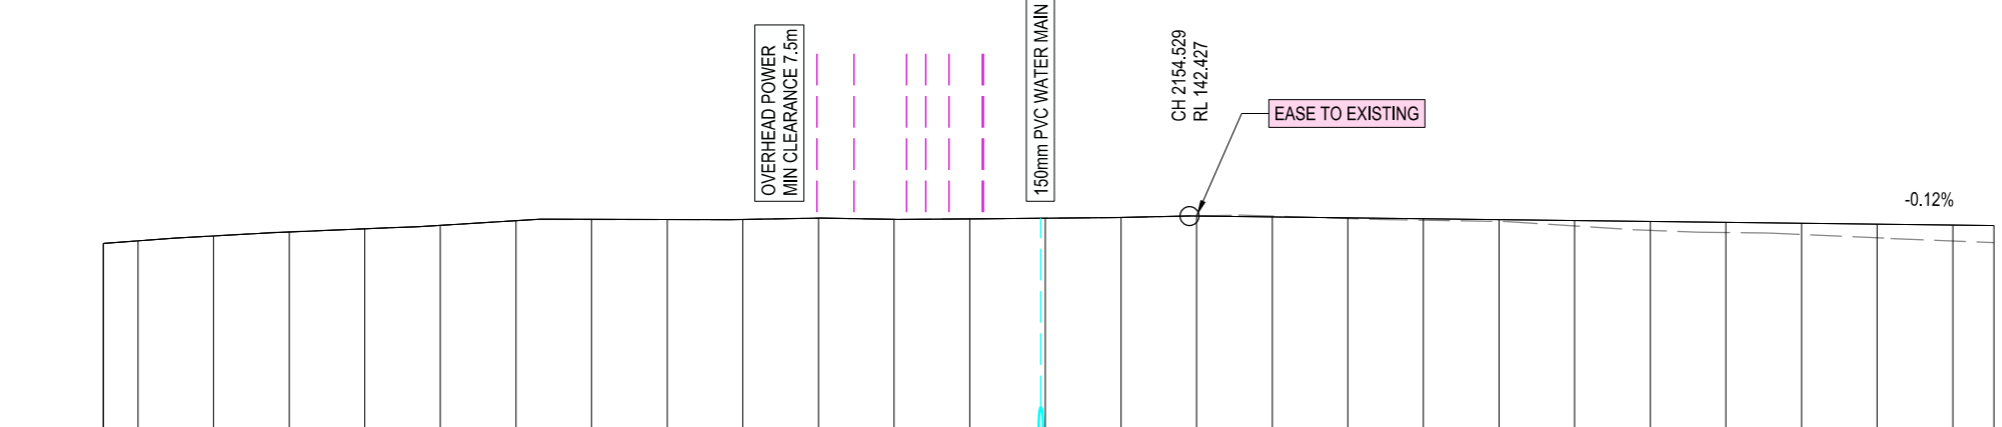 OVERHEAD POWER
MIN CLEARANCE 7.5m
150mm PVC WATER MAIN
CH 2154.529
RL 142.427
EASE TO EXISTING
-0.12%